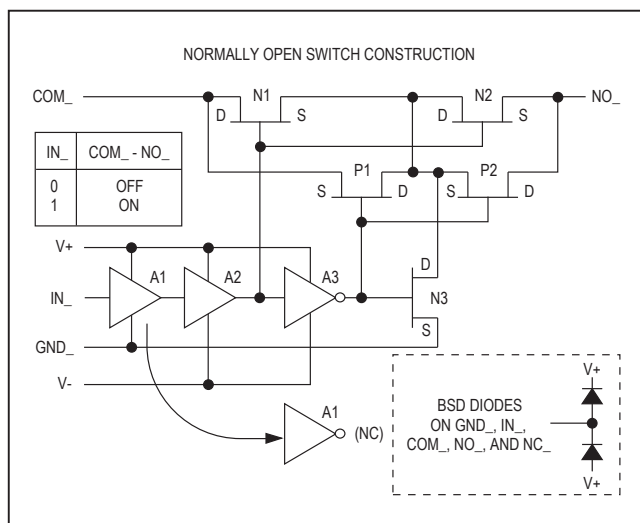 NORMALLY OPEN SWITCH CONSTRUCTION
COM_
N1
N2
NO_
D
S
D
S
IN_ COM_ - NO_
0 OFF
1 ON
P1
P2
S
D
S
D
V+
A1
A2
A3
D
IN_
N3
S
GND_
V-
A1
(NC)
V+
BSD DIODES
ON GND_, IN_,
COM_, NO_, AND NC_
V+